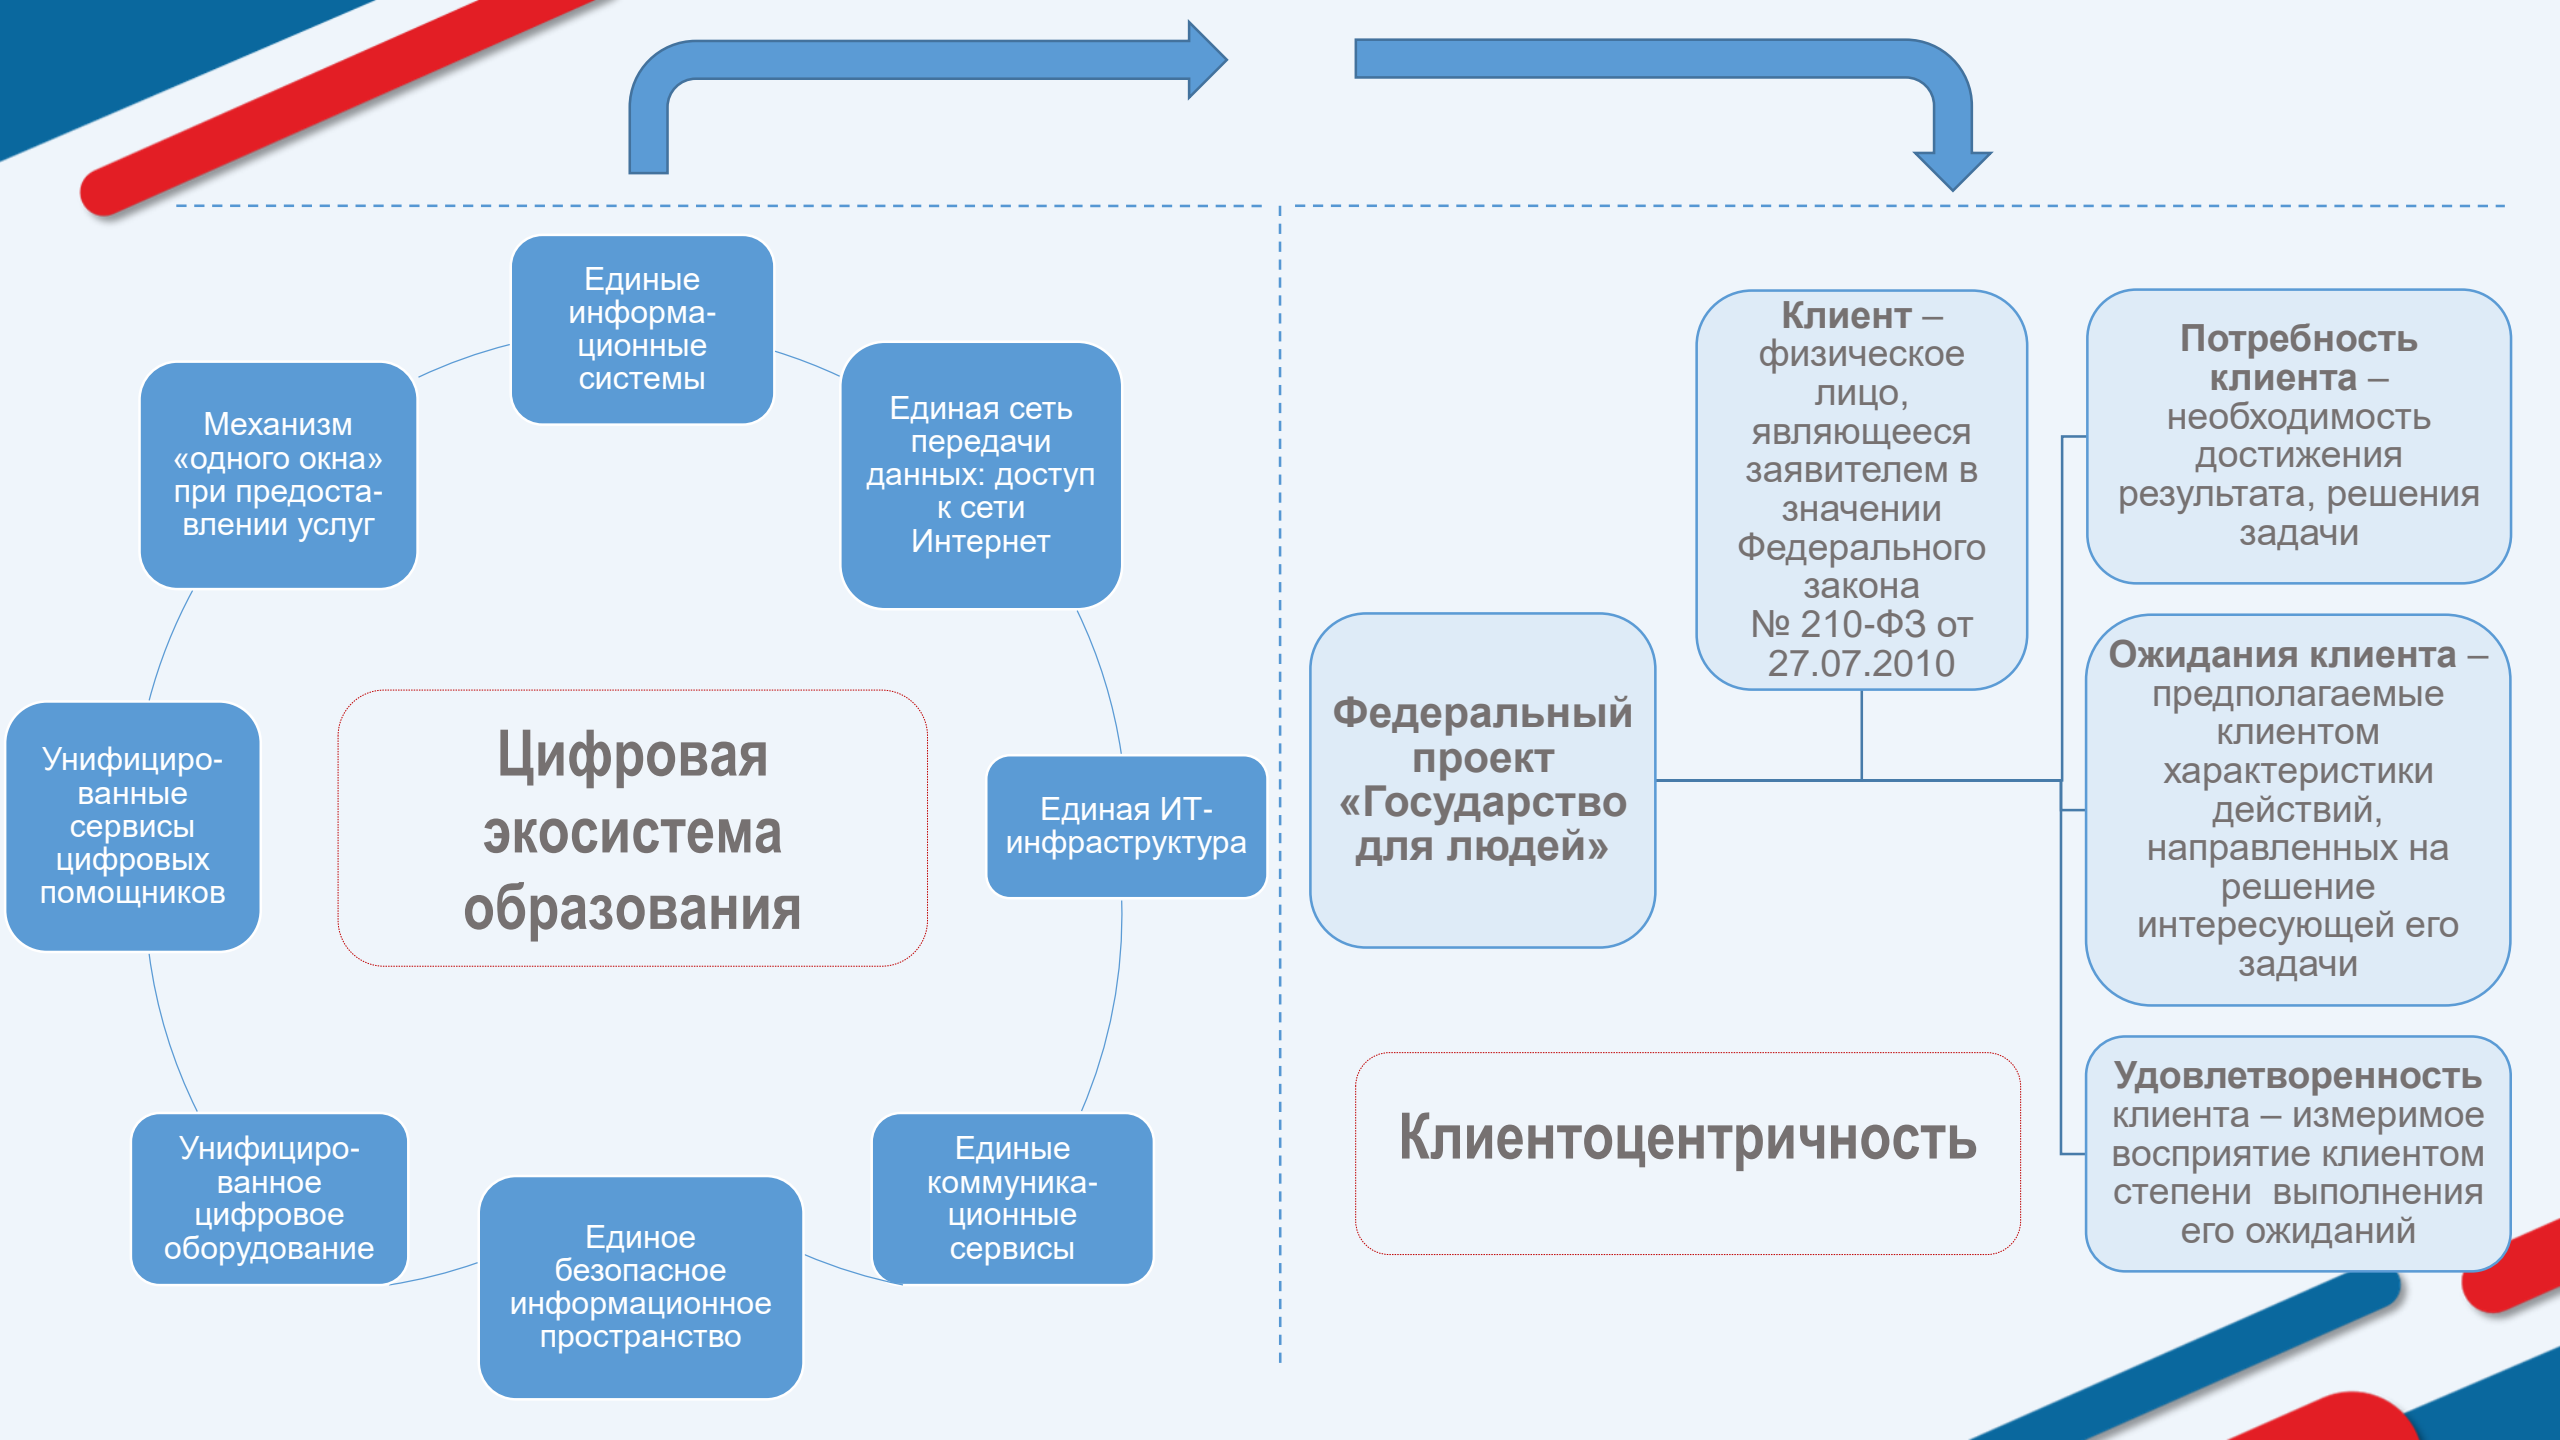 Единые
информа-
ционные
системы
Единая сеть
передачи
данных: доступ
к сети
Интернет
Единая ИТ-
инфраструктура
Единые
коммуника-
ционные
сервисы
Единое
безопасное
информационное
пространство
Унифициро-
ванное
цифровое
оборудование
Унифициро-
ванные
сервисы
цифровых
помощников
Механизм
«одного окна»
при предоста-
влении услуг
Цифровая
экосистема
образования
Федеральный
проект
«Государство
для людей»
Клиент –
физическое
лицо,
являющееся
заявителем в
значении
Федерального
закона
№ 210-ФЗ от
27.07.2010
Потребность
клиента –
необходимость
достижения
результата, решения
задачи
Ожидания клиента –
предполагаемые
клиентом
характеристики
действий,
направленных на
решение
интересующей его
задачи
Удовлетворенность
клиента – измеримое
восприятие клиентом
степени  выполнения
его ожиданий
Клиентоцентричность